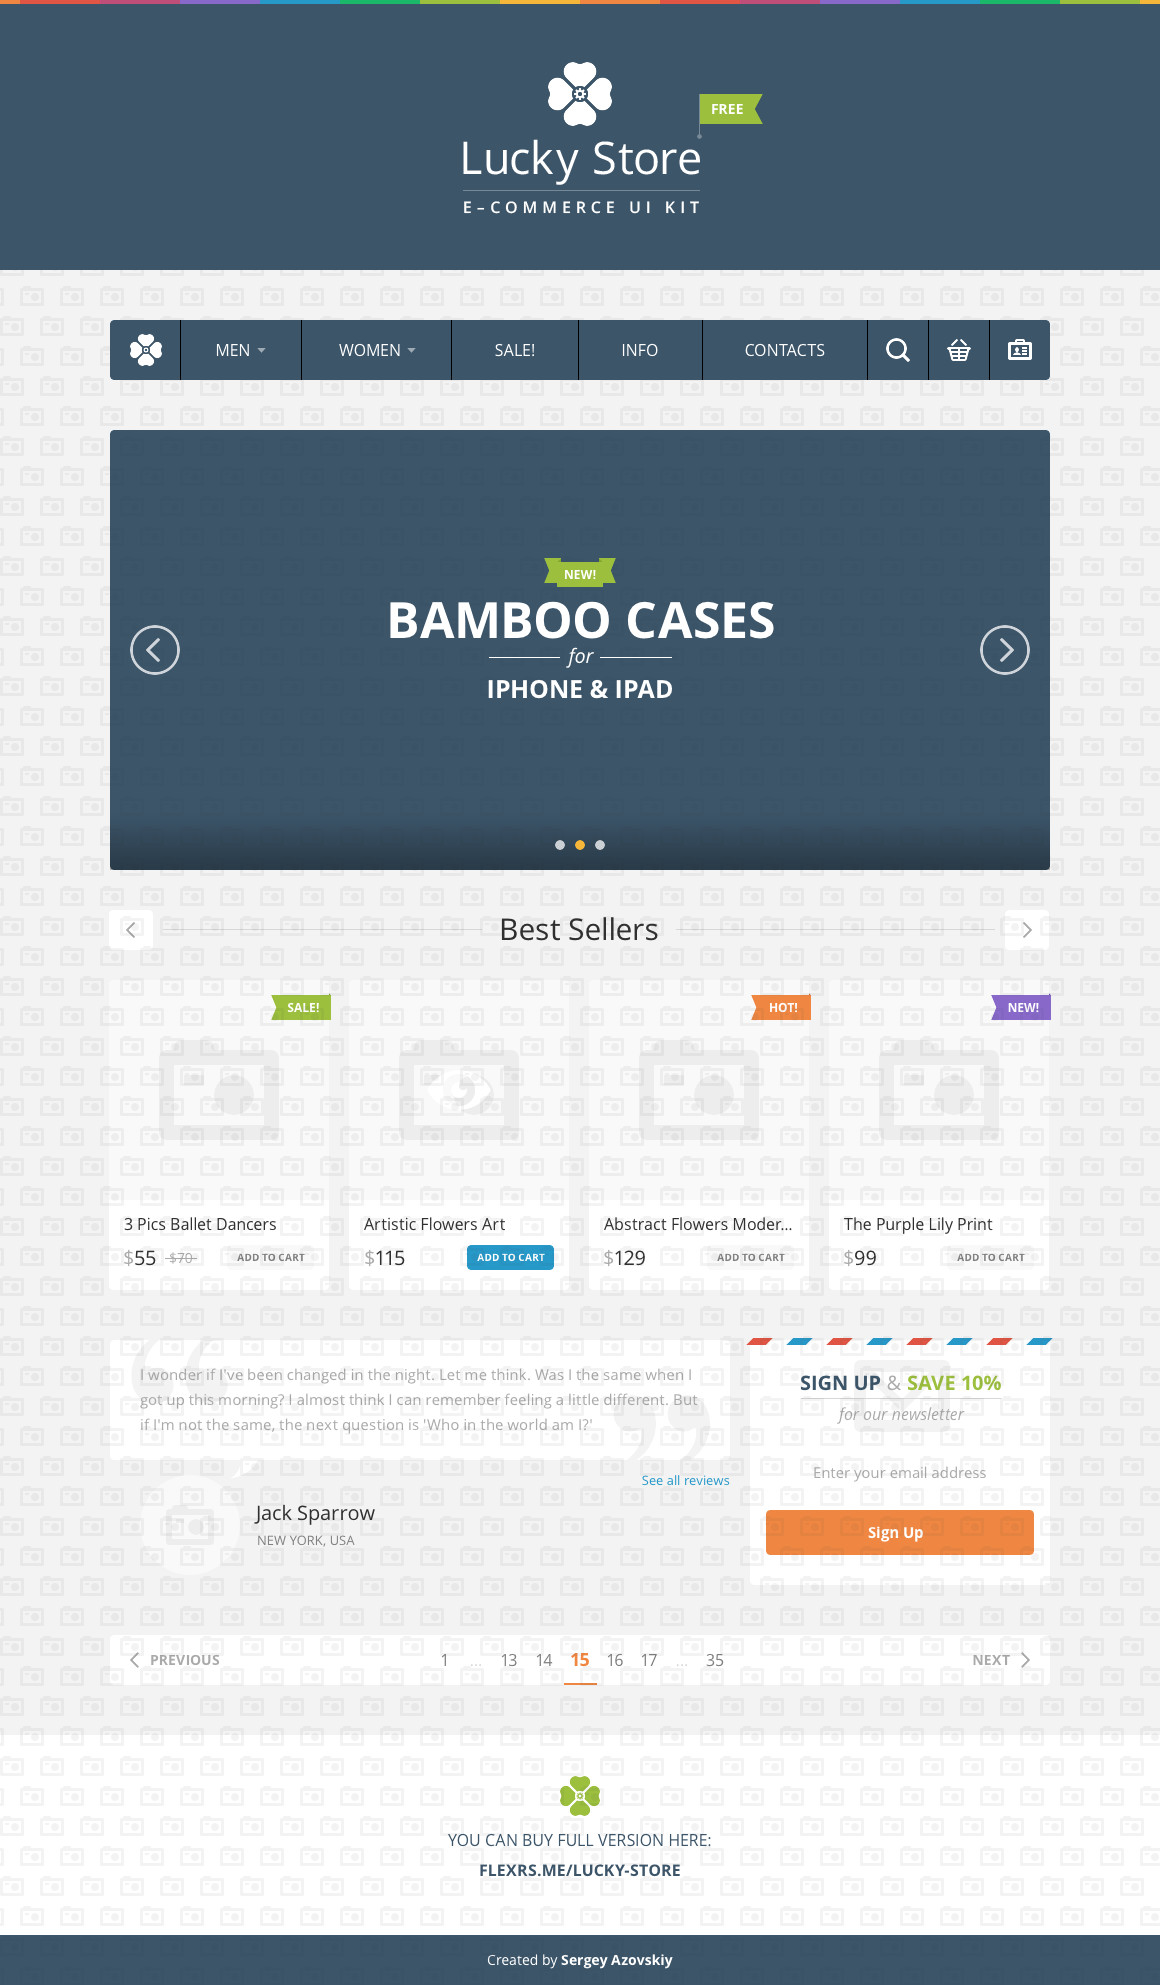 FREE
Lucky Store
E-COMMERCE UI KIT
MEN WOMEN SALE! INFO CONTACTS
NEW!
BAMBOO CASES
for
IPHONE & IPAD
Best Sellers
SALE!
HOT!
NEW!
3 Pics Ballet Dancers
$55 $70 ADD TO CART
Artistic Flowers Art
$115 ADD TO CART
Abstract Flowers Moder...
$129 ADD TO CART
The Purple Lily Print
$99 ADD TO CART
I wonder if I've been changed in the night. Let me think. Was I the same when I
got up this morning? I almost think I can remember feeling a little different. But
if I'm not the same, the next question is 'Who in the world am I?'
See all reviews
Jack Sparrow
NEW YORK, USA
SIGN UP & SAVE 10%
for our newsletter
Enter your email address
Sign Up
PREVIOUS 1 ... 13 14 15 16 17 ... 35 NEXT
YOU CAN BUY FULL VERSION HERE:
FLEXRS.ME/LUCKY-STORE
Created by Sergey Azovskiy